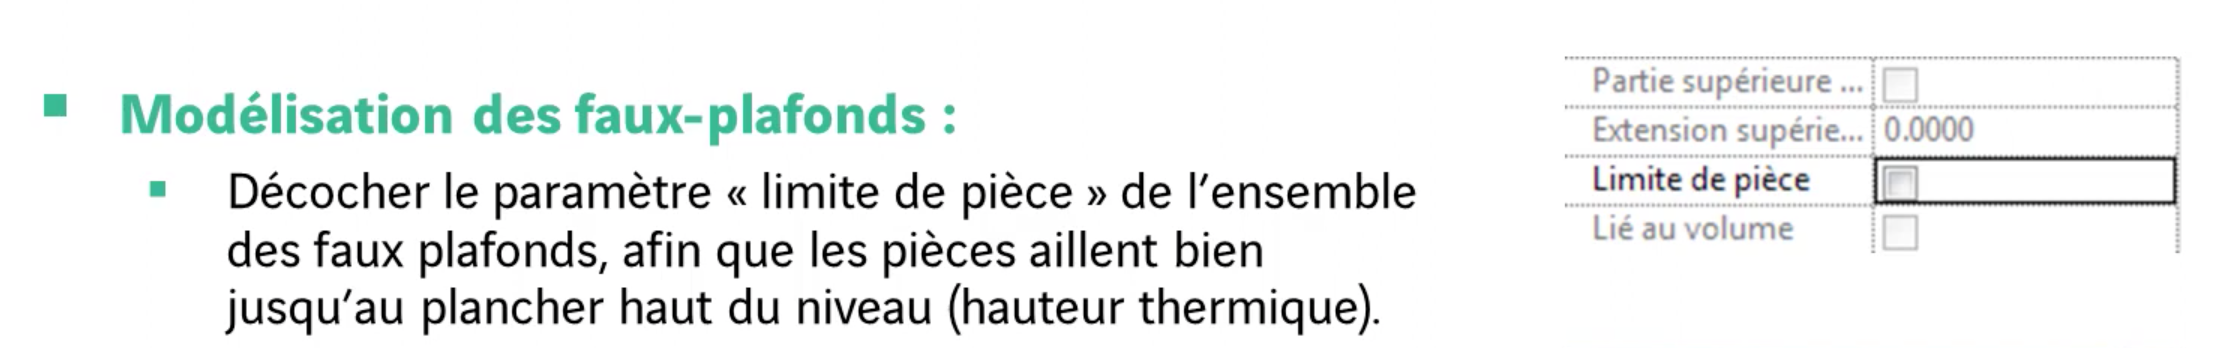 Modélisation des faux-plafonds :
Décocher le paramètre « limite de pièce » de l’ensemble
des faux plafonds, afin que les pièces aillent bien
jusqu’au plancher haut du niveau (hauteur thermique).
Partie supérieure ...
Extension supérie... 0.0000
Limite de pièce
Lié au volume